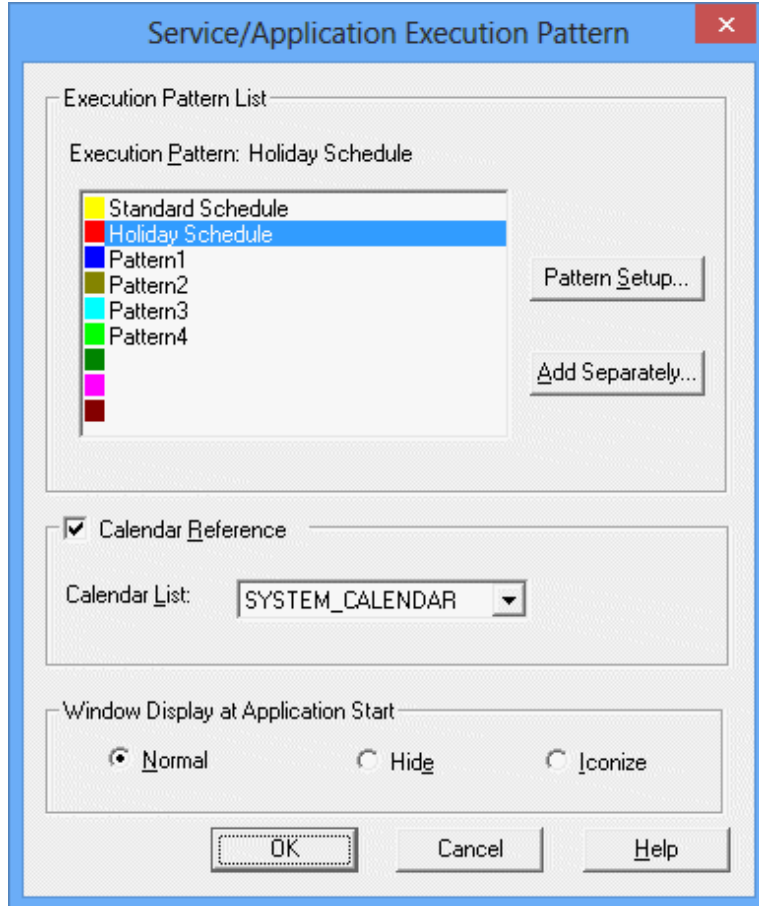 Service/Application Execution Pattern
Execution Pattern List
Execution Pattern: Holiday Schedule
Standard Schedule
Holiday Schedule
Pattern1
Pattern2
Pattern3
Pattern4
Pattern Setup...
Add Separately...
Calendar Reference
Calendar List: SYSTEM_CALENDAR
Window Display at Application Start
Normal Hide Iconize
OK Cancel Help